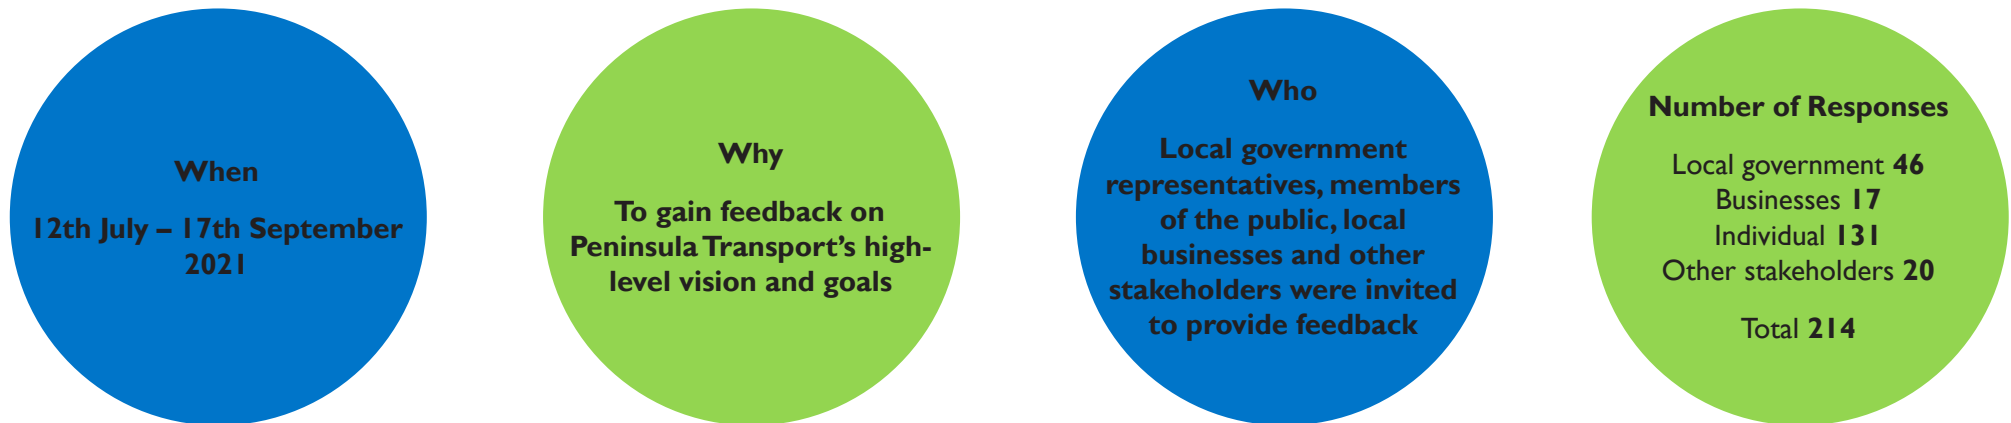 When
12th July – 17th September
2021
Why
To gain feedback on
Peninsula Transport’s high-
level vision and goals
Who
Local government
representatives, members
of the public, local
businesses and other
stakeholders were invited
to provide feedback
Number of Responses
Local government 46
Businesses 17
Individual 131
Other stakeholders 20
Total 214